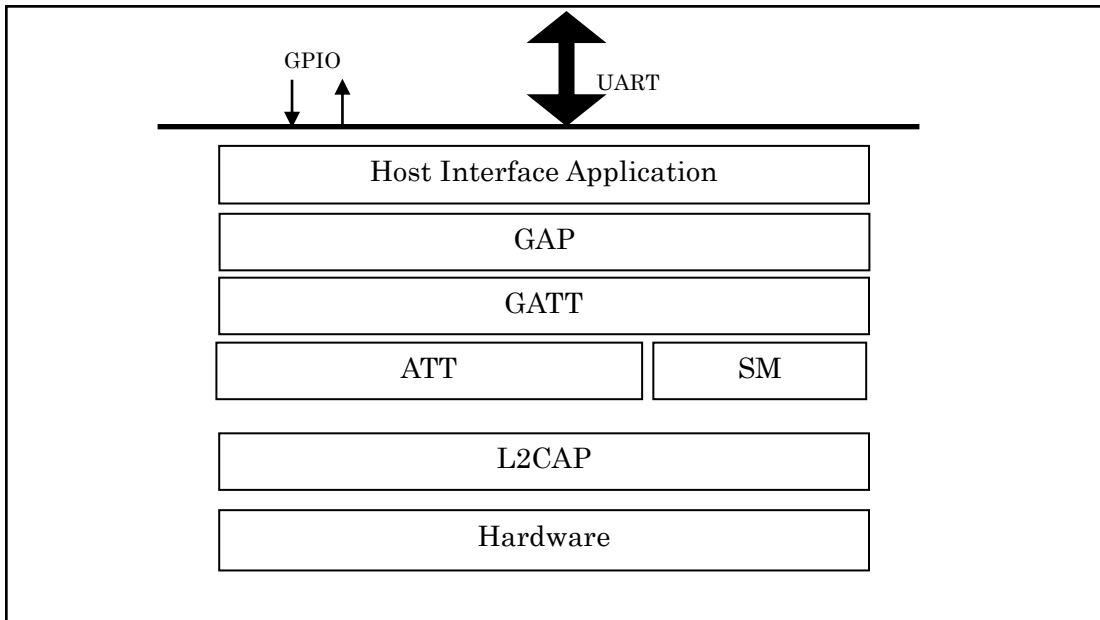 GPIO
UART
Host Interface Application
GAP
GATT
ATT
SM
L2CAP
Hardware